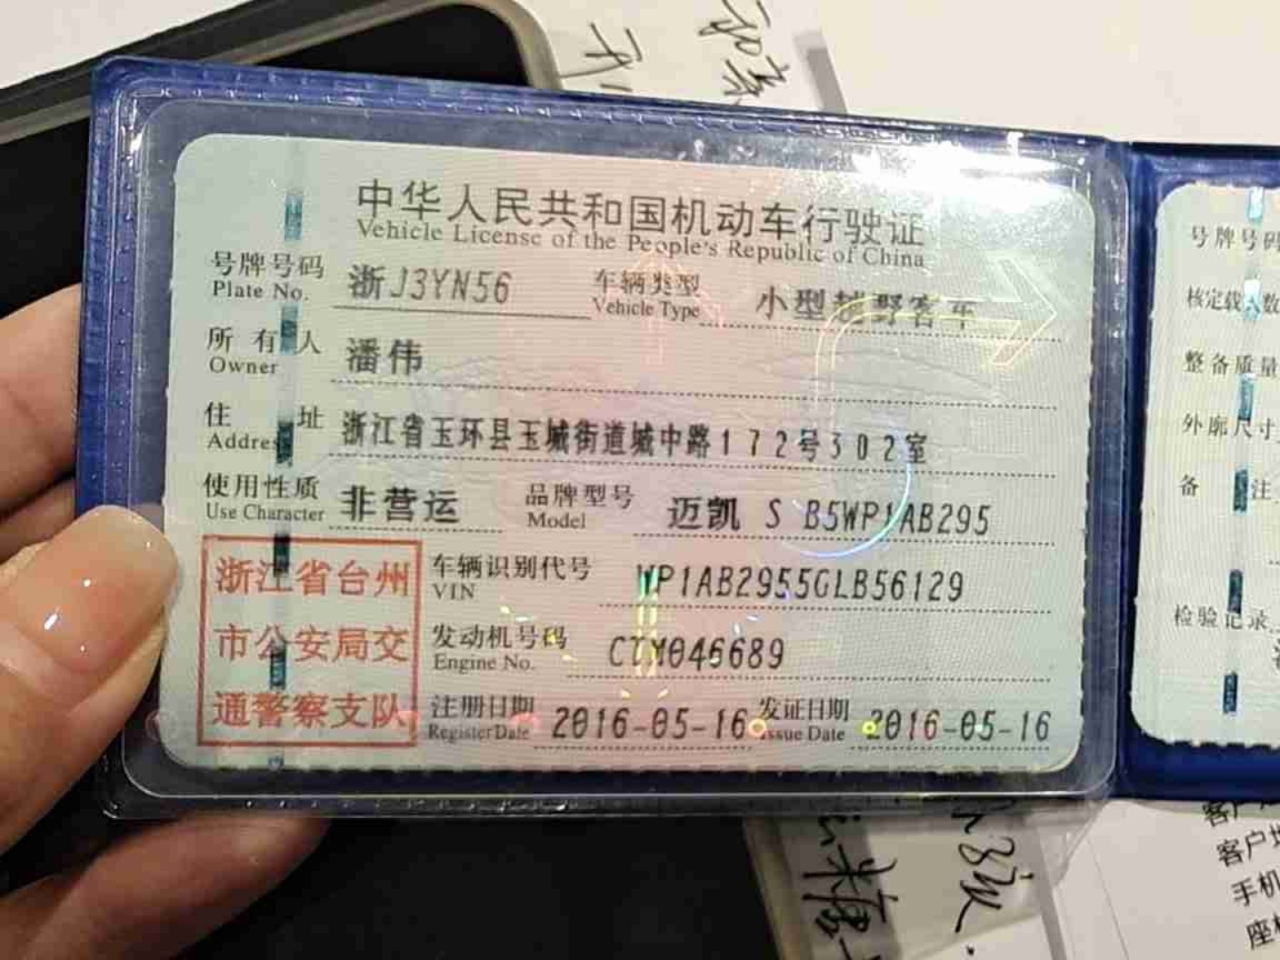 中华人民共和国机动车行驶证
Vehicle License of the People's Republic of China
号牌号码 浙J3YN56 车辆类型 小型越野客车
Plate No. Vehicle Type
所有人 潘伟
Owner
住址 浙江省玉环县玉城街道城中路172号302室
Address
使用性质 非营运 品牌型号 迈凯 S B5WP1AB295
Use Character Model
浙江省台州
市公安局交
通警察支队
车辆识别代号 WP1AB2955GLB56129
VIN
发动机号码 CTM046689
Engine No.
注册日期 2016-05-16 发证日期 2016-05-16
Register Date Issue Date
号牌号码
核定载人数
整备质量
外廓尺寸
备注
检验记录
客户
客户
手机